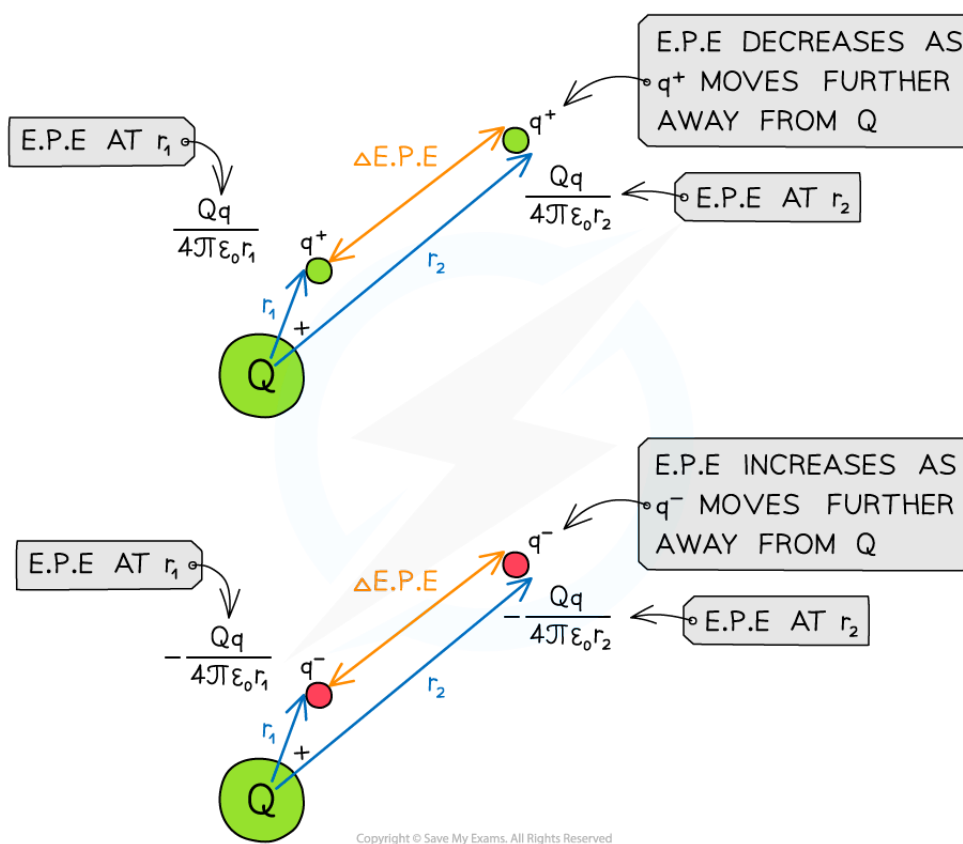 E.P.E DECREASES AS
q⁺ MOVES FURTHER
AWAY FROM Q
E.P.E AT r₁
q⁺
ΔE.P.E
Qq
4πε₀r₁
Qq
4πε₀r₂
E.P.E AT r₂
q⁺
r₂
r₁
+
Q
E.P.E INCREASES AS
q⁻ MOVES FURTHER
AWAY FROM Q
E.P.E AT r₁
q⁻
ΔE.P.E
- Qq
4πε₀r₁
- Qq
4πε₀r₂
E.P.E AT r₂
q⁻
r₂
r₁
+
Q
Copyright © Save My Exams. All Rights Reserved